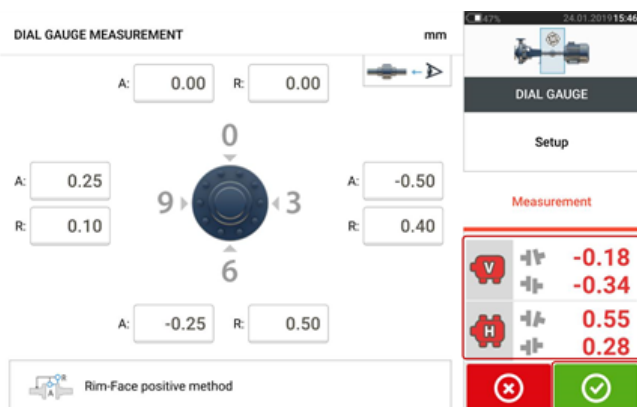 DIAL GAUGE MEASUREMENT mm
A: 0.00 R: 0.00
0
A: 0.25
R: 0.10
9 3
A: -0.50
R: 0.40
6
A: -0.25 R: 0.50
A R
Rim-Face positive method
47% 24.01.2019 15:46
DIAL GAUGE
Setup
Measurement
V -0.18
-0.34
H 0.55
0.28